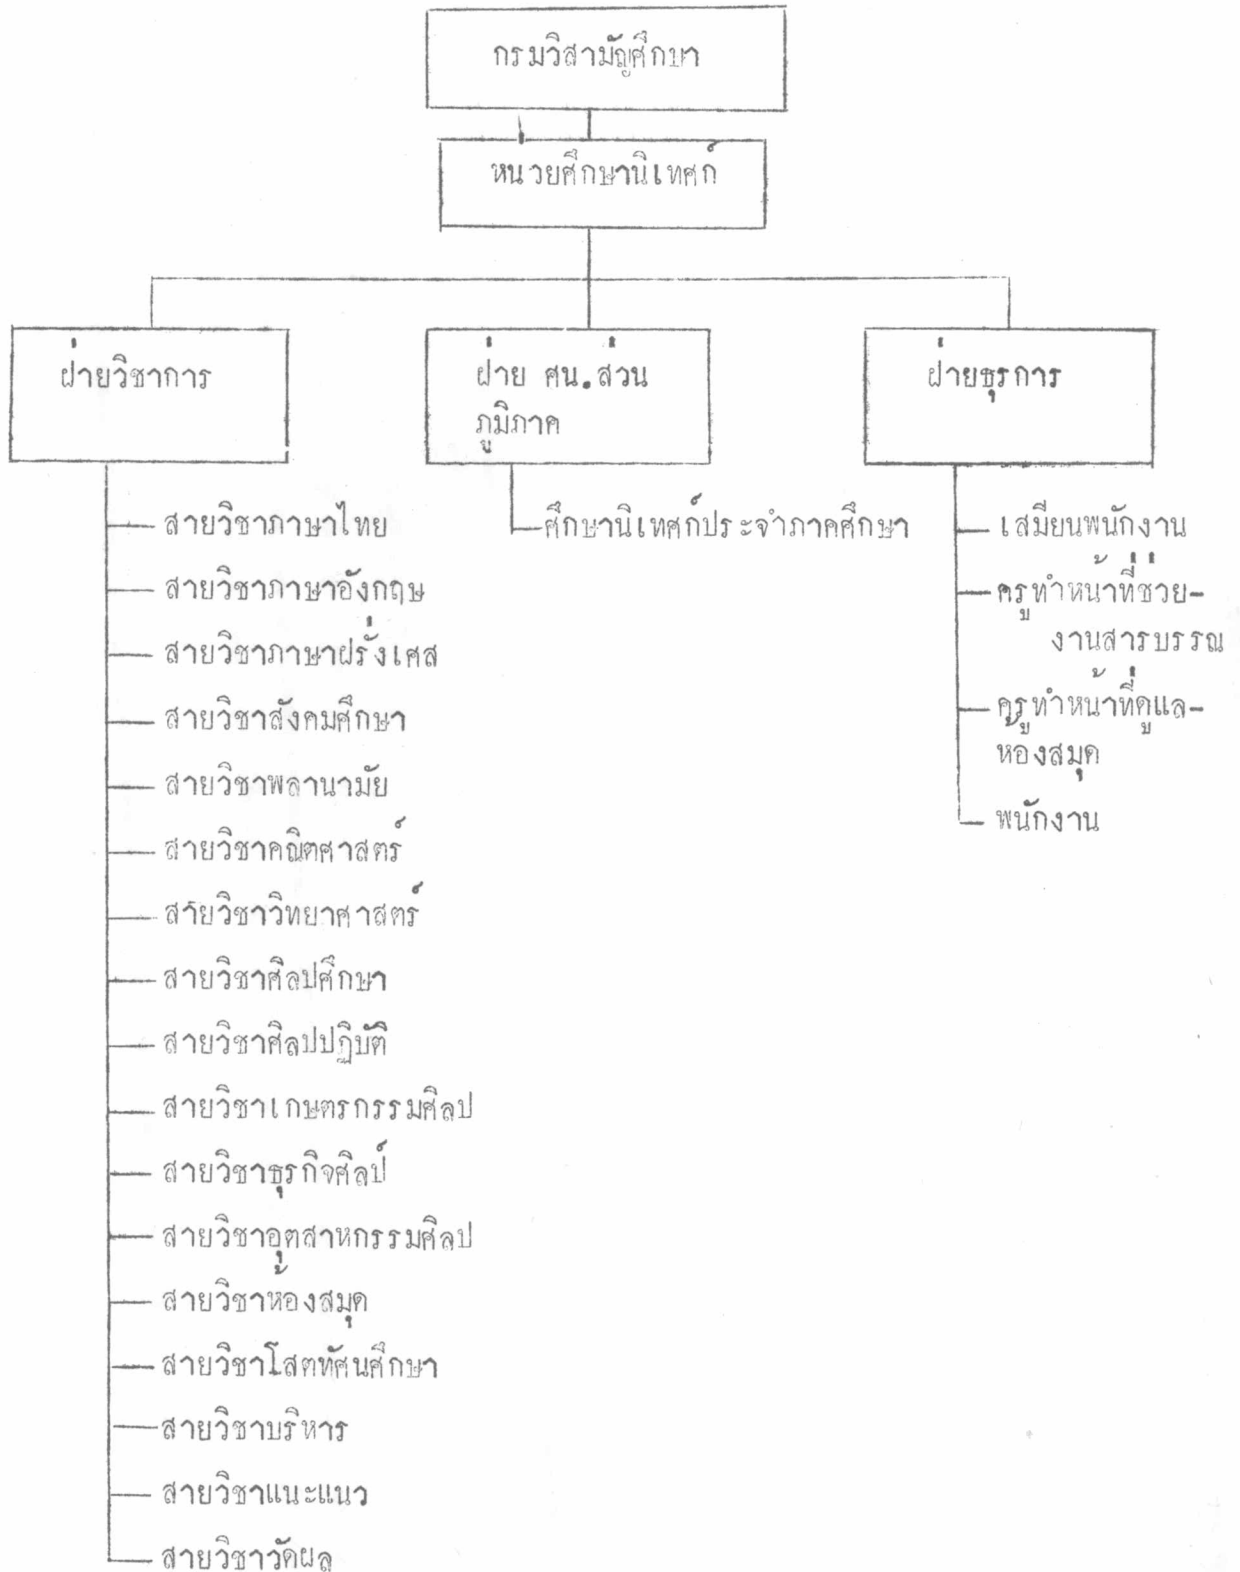 กรมวิสามัญศึกษา
หน่วยศึกษานิเทศก์
ฝ่ายวิชาการ
สายวิชาภาษาไทย
สายวิชาภาษาอังกฤษ
สายวิชาภาษาฝรั่งเศส
สายวิชาสังคมศึกษา
สายวิชาพลานามัย
สายวิชาคณิตศาสตร์
สายวิชาวิทยาศาสตร์
สายวิชาศิลปศึกษา
สายวิชาศิลปปฏิบัติ
สายวิชาเกษตรกรรมศิลป
สายวิชาธุรกิจศิลป์
สายวิชาอุตสาหกรรมศิลป
สายวิชาห้องสมุด
สายวิชาโสตทัศนศึกษา
สายวิชาบริหาร
สายวิชาแนะแนว
สายวิชาวัดผล
ฝ่าย ศน.ส่วน
ภูมิภาค
ศึกษานิเทศก์ประจำภาคศึกษา
ฝ่ายธุรการ
เสมียนพนักงาน
ครูทำหน้าที่ช่วย-
งานสารบรรณ
ครูทำหน้าที่ดูแล-
ห้องสมุด
พนักงาน